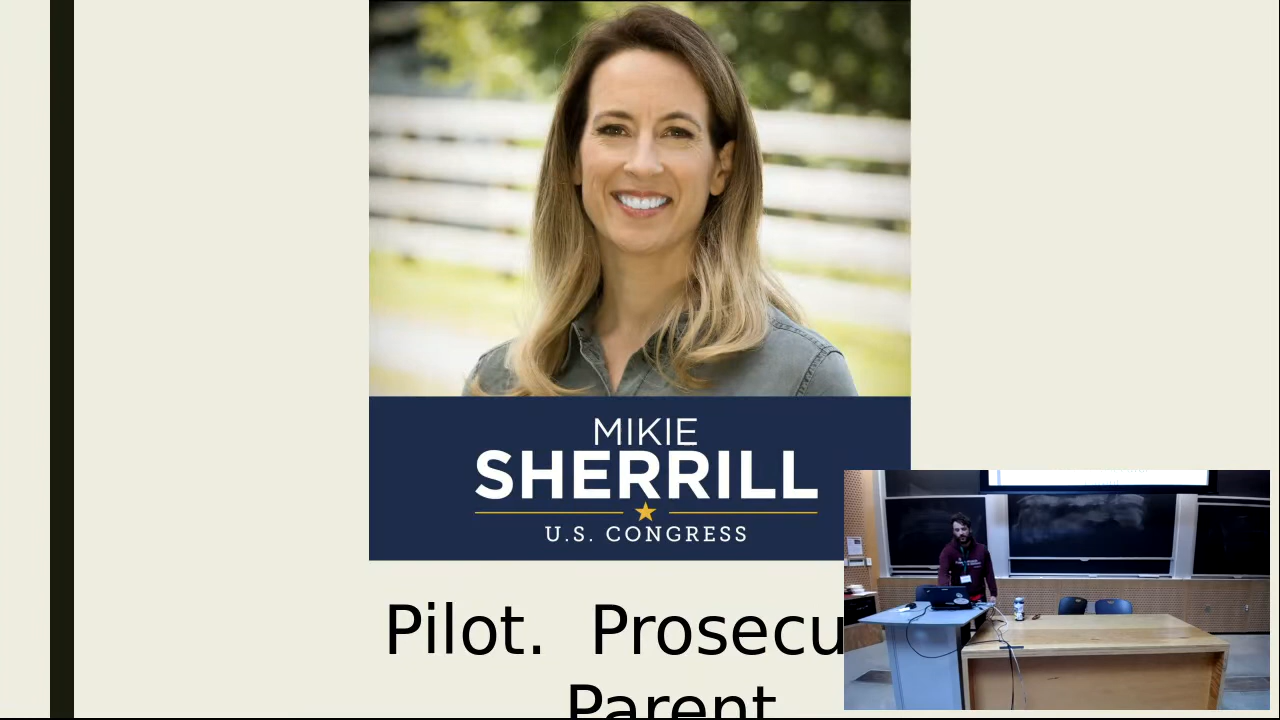 MIKIE
SHERRILL
U.S. CONGRESS
Pilot. Prosecu
Parent